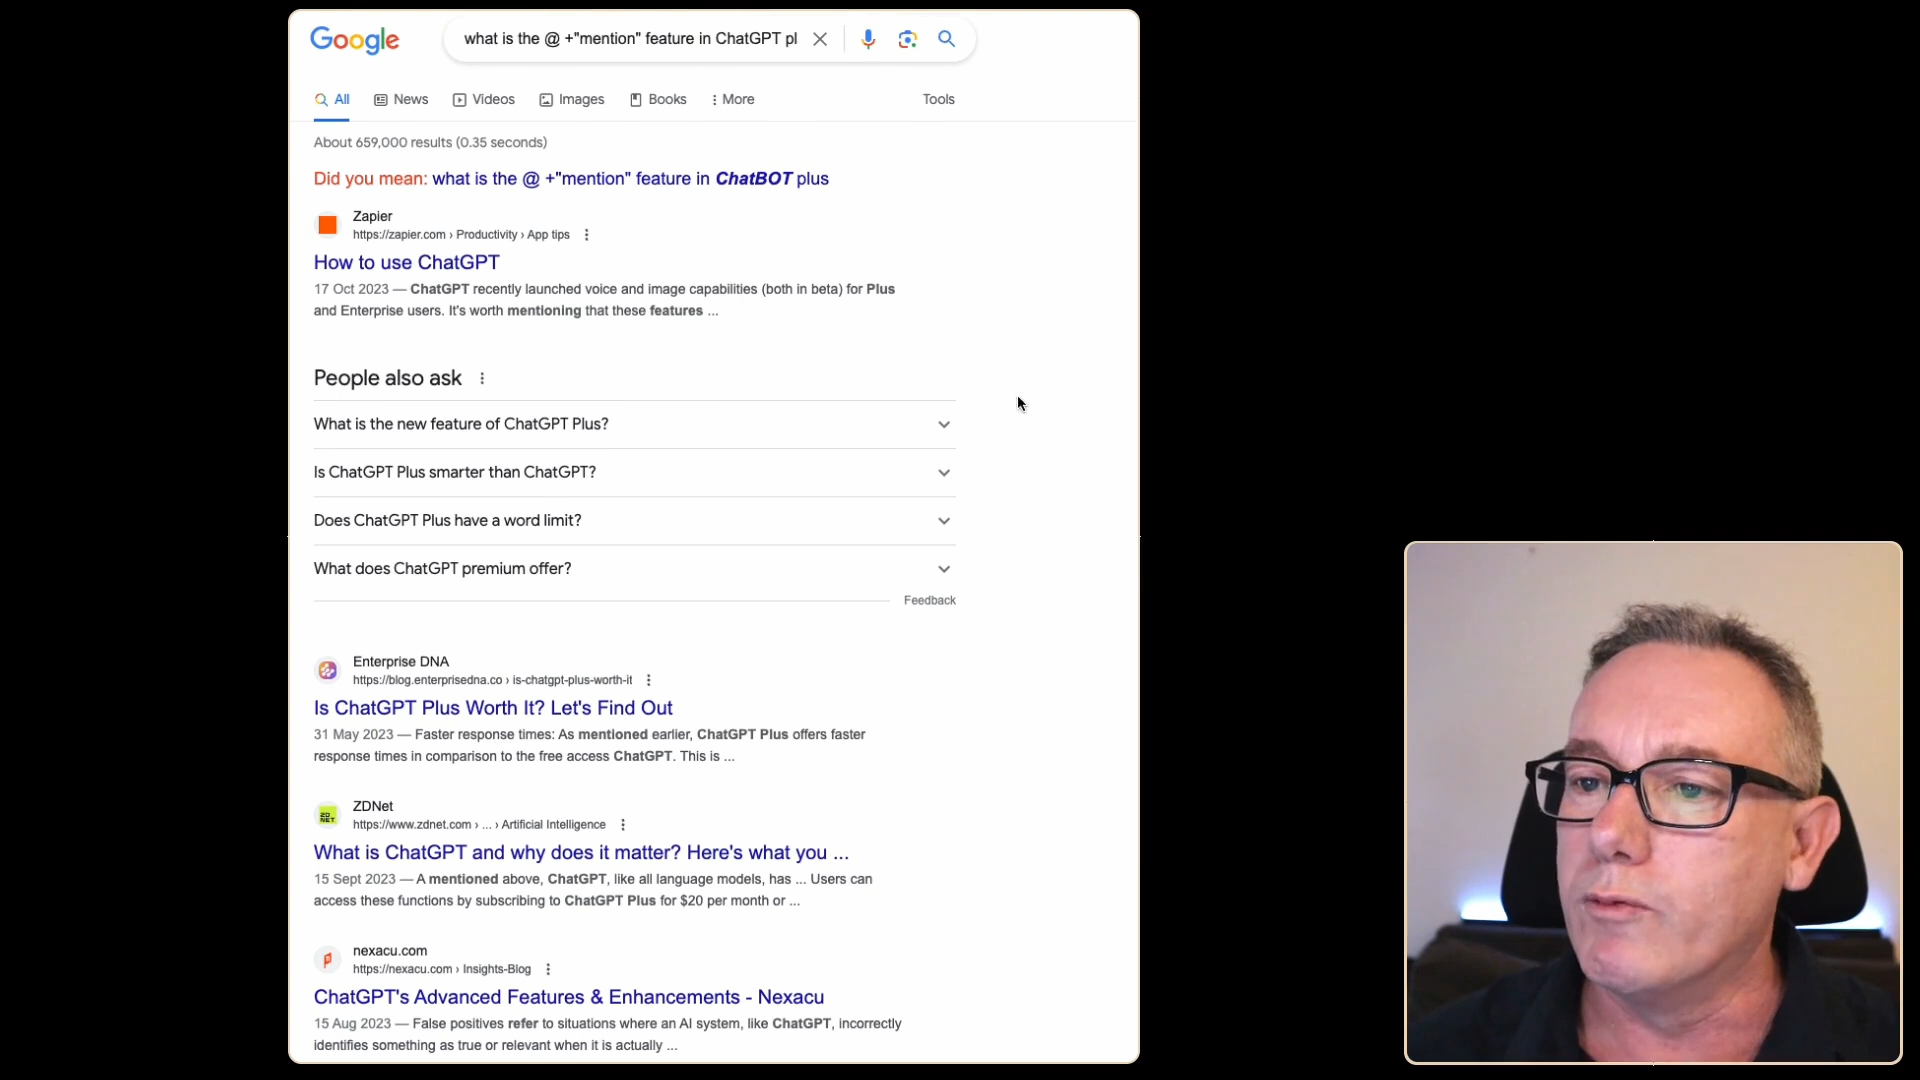 Google
what is the @ +"mention" feature in ChatGPT pl
All News Videos Images Books More Tools
About 659,000 results (0.35 seconds)
Did you mean: what is the @ +"mention" feature in ChatBOT plus
Zapier
https://zapier.com › Productivity › App tips
How to use ChatGPT
17 Oct 2023 — ChatGPT recently launched voice and image capabilities (both in beta) for Plus
and Enterprise users. It's worth mentioning that these features ...
People also ask
What is the new feature of ChatGPT Plus?
Is ChatGPT Plus smarter than ChatGPT?
Does ChatGPT Plus have a word limit?
What does ChatGPT premium offer?
Feedback
Enterprise DNA
https://blog.enterprisedna.co › is-chatgpt-plus-worth-it
Is ChatGPT Plus Worth It? Let's Find Out
31 May 2023 — Faster response times: As mentioned earlier, ChatGPT Plus offers faster
response times in comparison to the free access ChatGPT. This is ...
ZD
NET
ZDNet
https://www.zdnet.com › ... › Artificial Intelligence
What is ChatGPT and why does it matter? Here's what you ...
15 Sept 2023 — A mentioned above, ChatGPT, like all language models, has ... Users can
access these functions by subscribing to ChatGPT Plus for $20 per month or ...
nexacu.com
https://nexacu.com › Insights-Blog
ChatGPT's Advanced Features & Enhancements - Nexacu
15 Aug 2023 — False positives refer to situations where an AI system, like ChatGPT, incorrectly
identifies something as true or relevant when it is actually ...